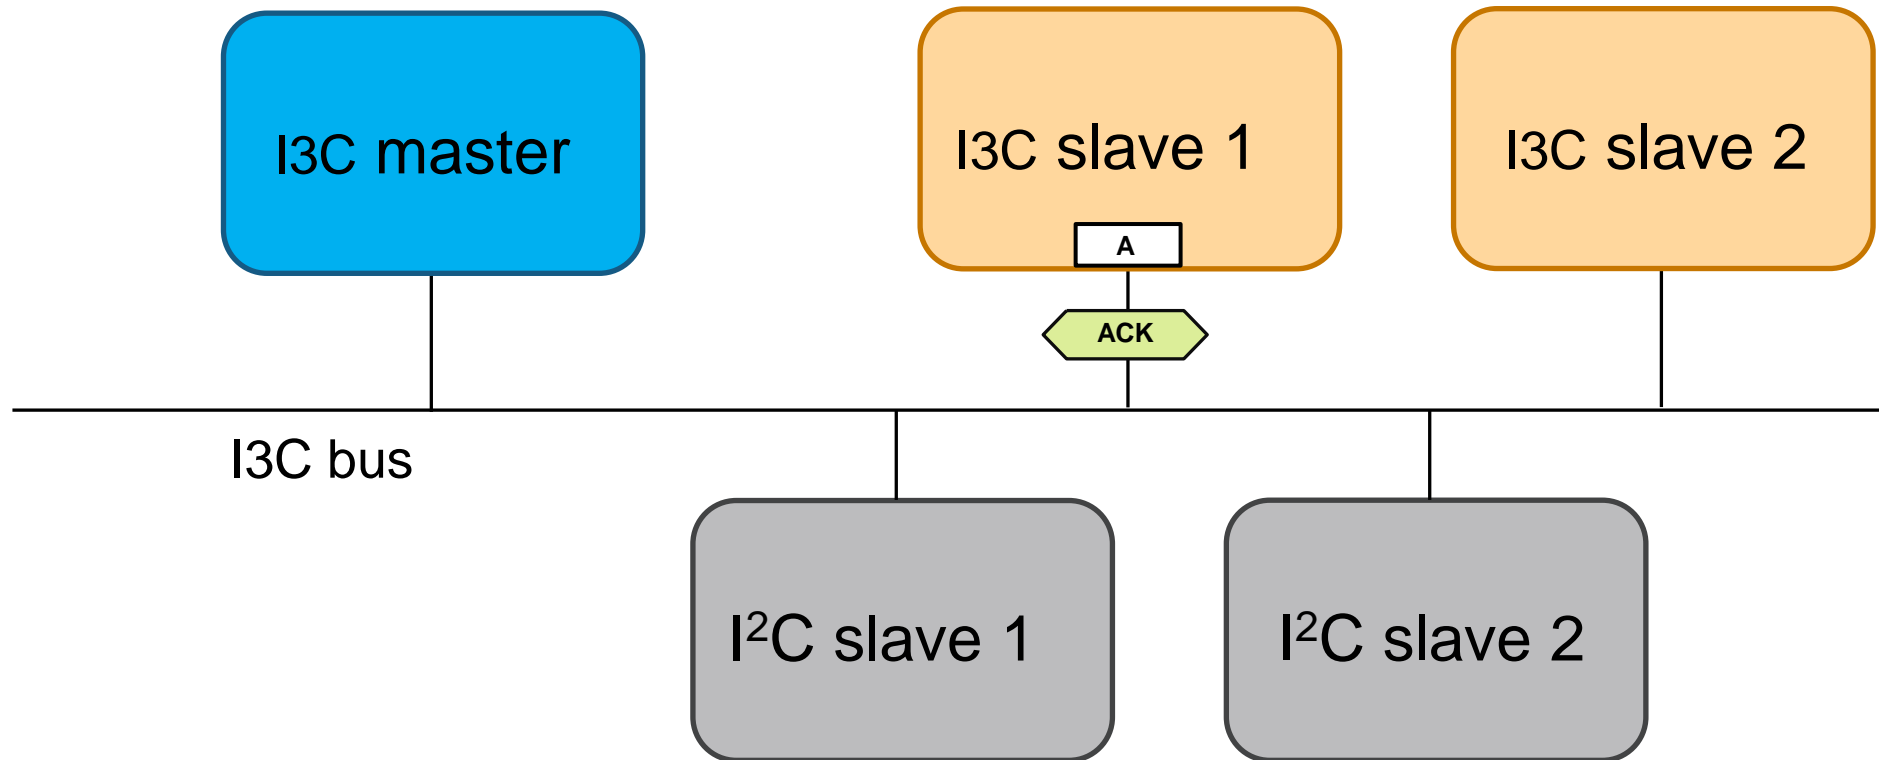 I3C master
I3C slave 1
I3C slave 2
A
ACK
I3C bus
I²C slave 1
I²C slave 2